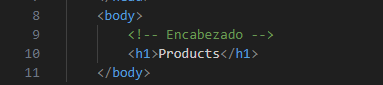 8 <body>
9 <!-- Encabezado -->
10 <h1>Products</h1>
11 </body>